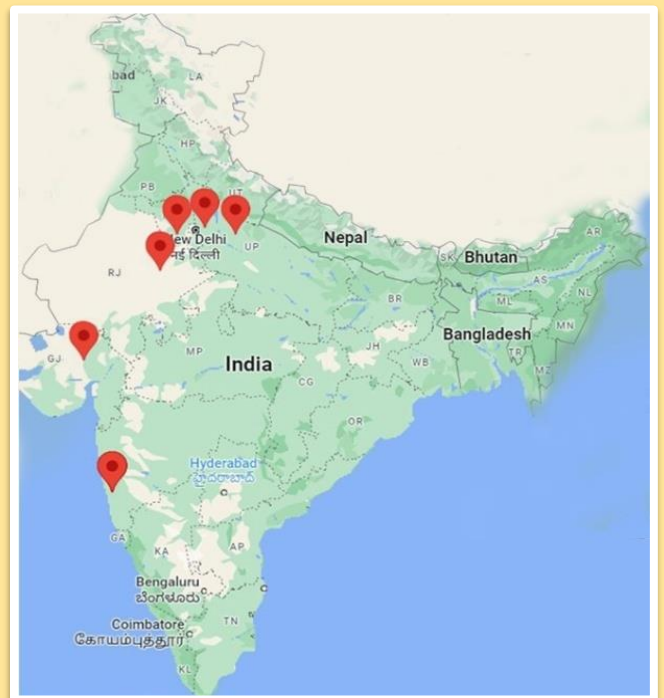 bad
LA
JK
HP
PB
UT
New Delhi
नई दिल्ली
UP
RJ
Nepal
SK
Bhutan
AR
AS
NL
ML
BR
MN
Bangladesh
TR
MZ
GJ
MP
India
JH
WB
CG
OR
Hyderabad
హైదరాబాద్
GA
KA
AP
Bengaluru
ಬೆಂಗಳೂರು
TN
Coimbatore
கோயம்புத்தூர்
KL